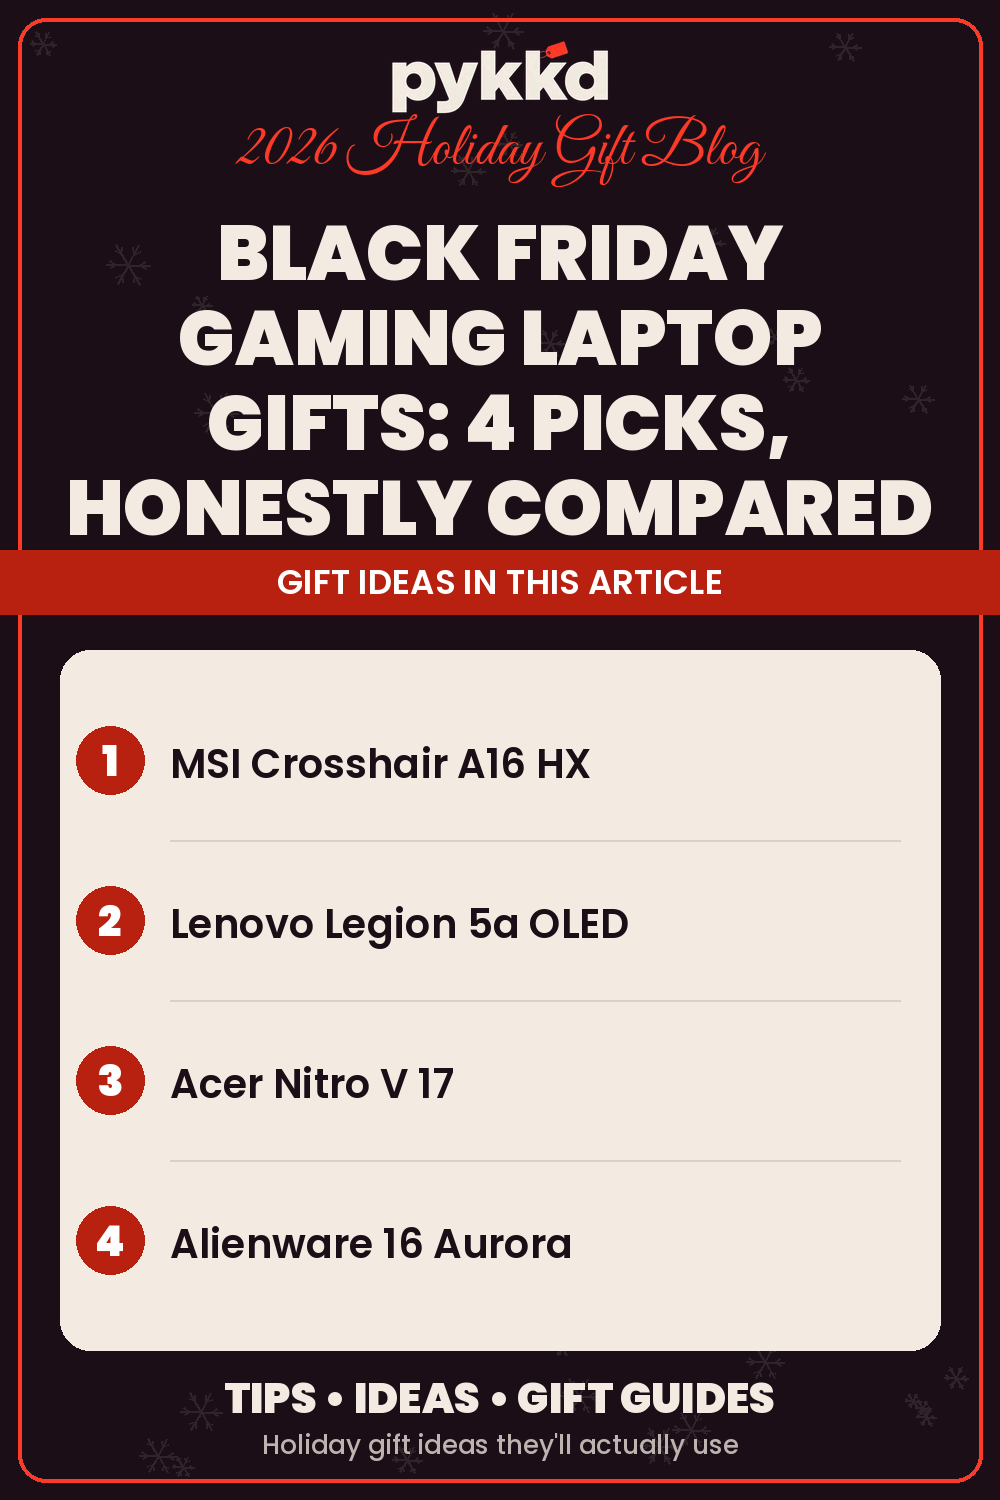 pykkd
2026 Holiday Gift Blog
BLACK FRIDAY
GAMING LAPTOP
GIFTS: 4 PICKS,
HONESTLY COMPARED
GIFT IDEAS IN THIS ARTICLE
1 MSI Crosshair A16 HX
2 Lenovo Legion 5a OLED
3 Acer Nitro V 17
4 Alienware 16 Aurora
TIPS • IDEAS • GIFT GUIDES
Holiday gift ideas they'll actually use